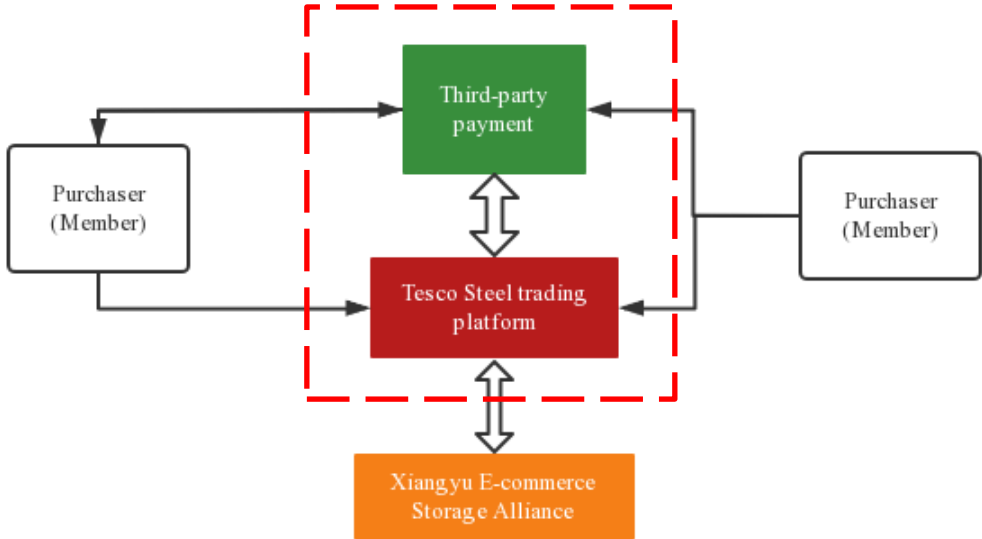 Third-party
payment
Purchaser
(Member)
Purchaser
(Member)
Tesco Steel trading
platform
Xiangyu E-commerce
Storage Alliance